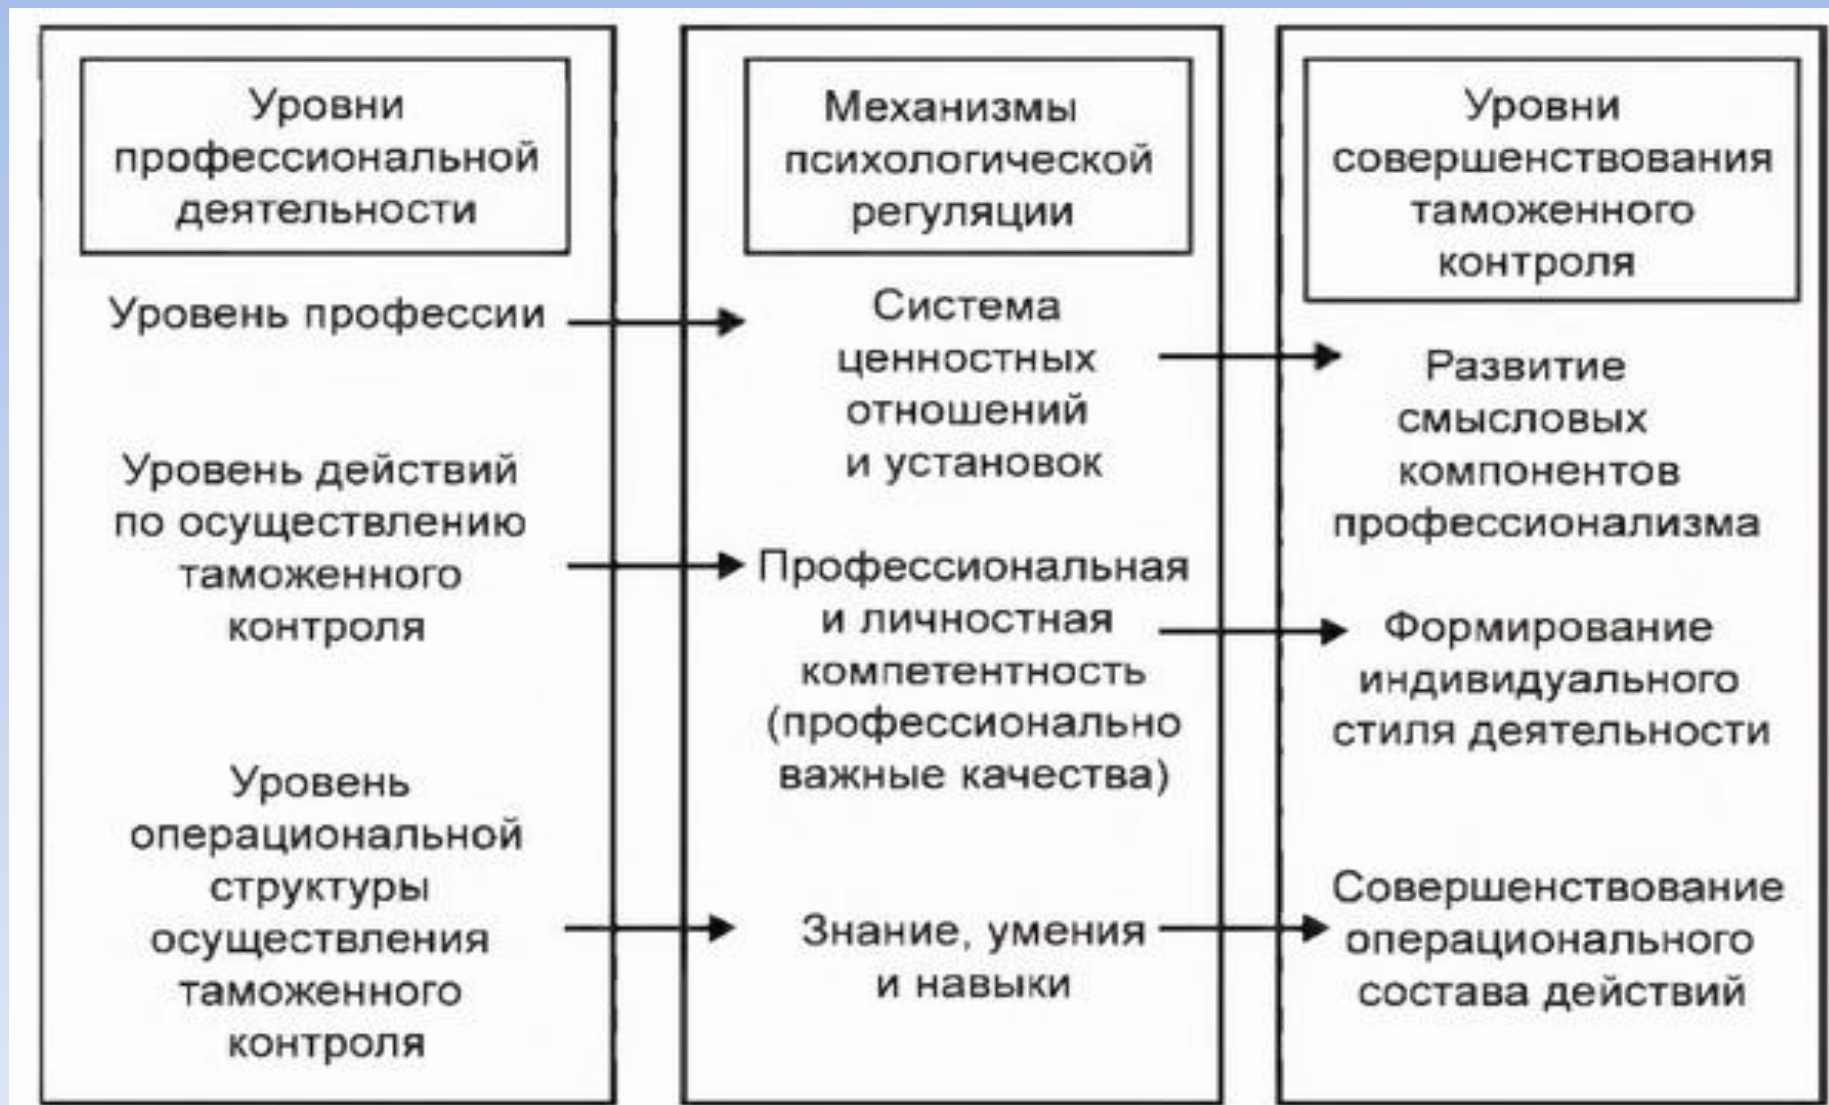 Уровни
профессиональной
деятельности
Уровень профессии
Уровень действий
по осуществлению
таможенного
контроля
Уровень
операциональной
структуры
осуществления
таможенного
контроля
Механизмы
психологической
регуляции
Система
ценностных
отношений
и установок
Профессиональная
и личностная
компетентность
(профессионально
важные качества)
Знание, умения
и навыки
Уровни
совершенствования
таможенного
контроля
Развитие
смысловых
компонентов
профессионализма
Формирование
индивидуального
стиля деятельности
Совершенствование
операционального
состава действий